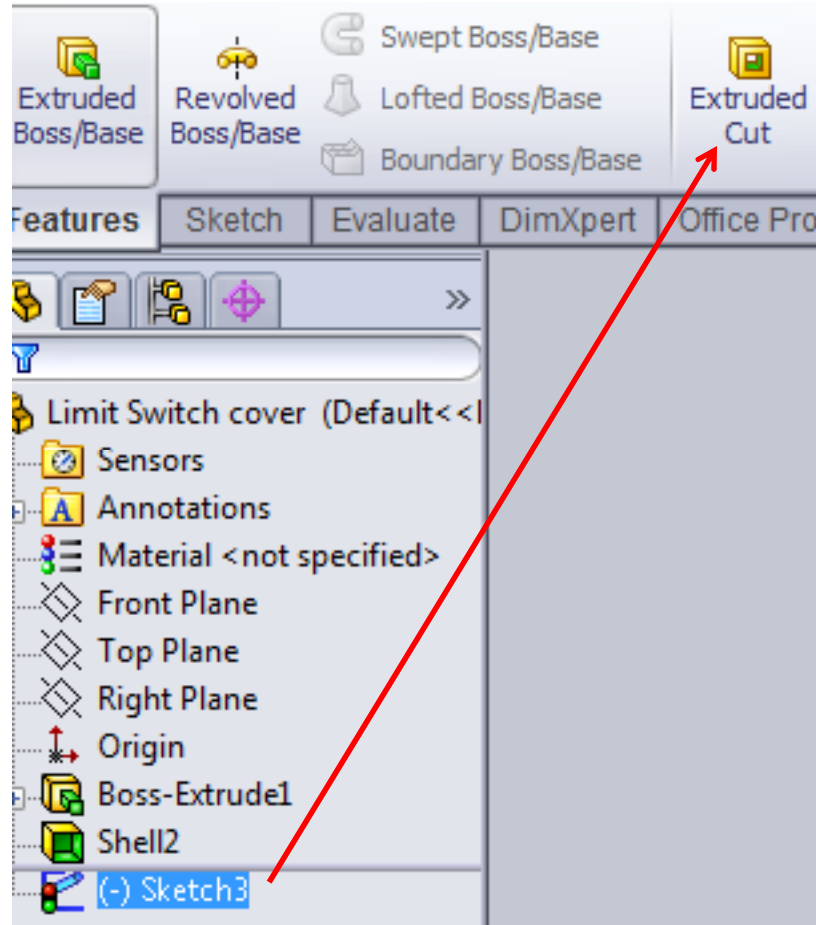 Extruded
Boss/Base
Revolved
Boss/Base
Swept Boss/Base
Lofted Boss/Base
Boundary Boss/Base
Extruded
Cut
Features Sketch Evaluate DimXpert Office Pro
»
Limit Switch cover (Default<<
Sensors
A Annotations
Material <not specified>
Front Plane
Top Plane
Right Plane
Origin
Boss-Extrude1
Shell2
(-) Sketch3